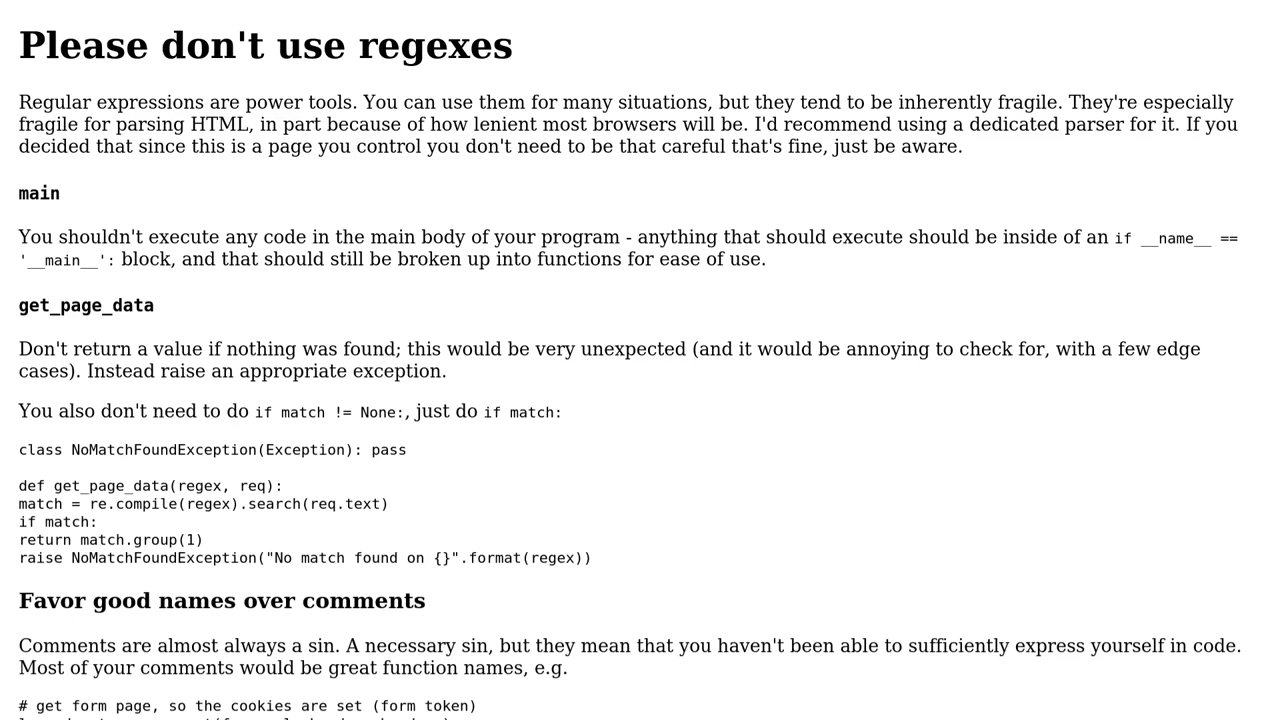 Please don't use regexes
Regular expressions are power tools. You can use them for many situations, but they tend to be inherently fragile. They're especially
fragile for parsing HTML, in part because of how lenient most browsers will be. I'd recommend using a dedicated parser for it. If you
decided that since this is a page you control you don't need to be that careful that's fine, just be aware.
main
You shouldn't execute any code in the main body of your program - anything that should execute should be inside of an if __name__ ==
'__main__': block, and that should still be broken up into functions for ease of use.
get_page_data
Don't return a value if nothing was found; this would be very unexpected (and it would be annoying to check for, with a few edge
cases). Instead raise an appropriate exception.
You also don't need to do if match != None:, just do if match:
class NoMatchFoundException(Exception): pass
def get_page_data(regex, req):
match = re.compile(regex).search(req.text)
if match:
return match.group(1)
raise NoMatchFoundException("No match found on {}".format(regex))
Favor good names over comments
Comments are almost always a sin. A necessary sin, but they mean that you haven't been able to sufficiently express yourself in code.
Most of your comments would be great function names, e.g.
# get form page, so the cookies are set (form token)